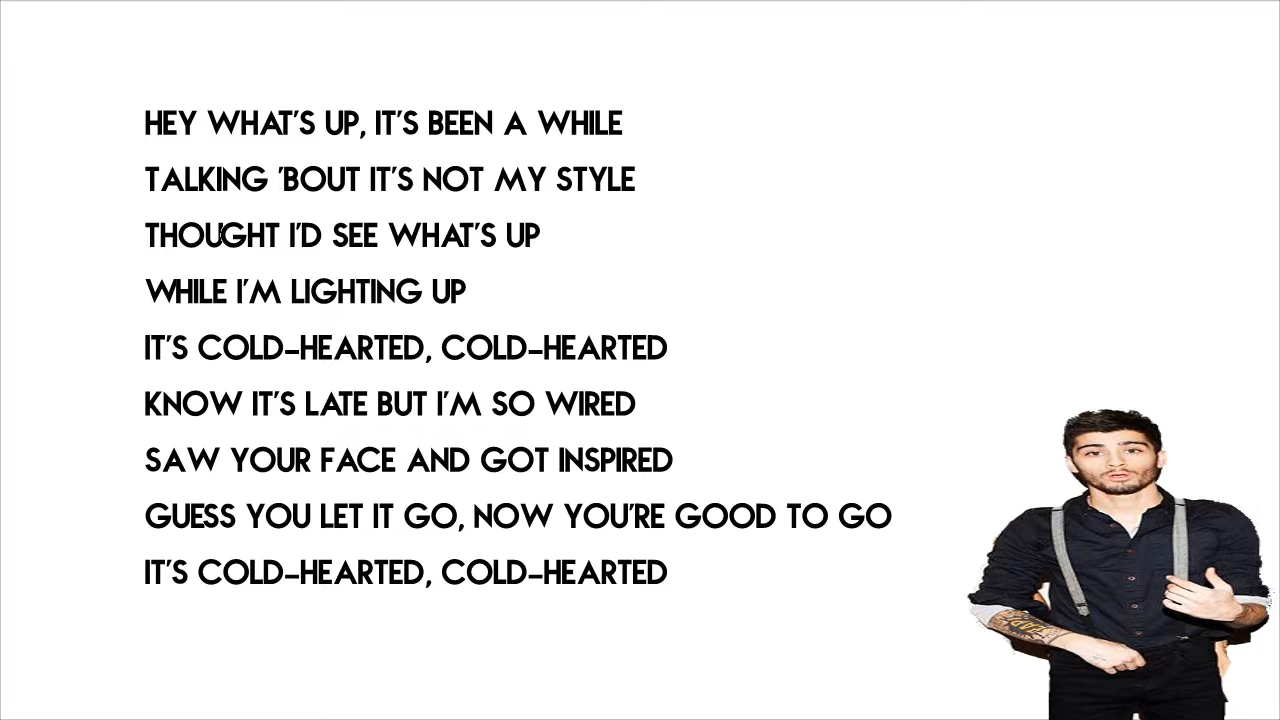 HEY WHAT'S UP, IT'S BEEN A WHILE
TALKING 'BOUT IT'S NOT MY STYLE
THOUGHT I'D SEE WHAT'S UP
WHILE I'M LIGHTING UP
IT'S COLD-HEARTED, COLD-HEARTED
KNOW IT'S LATE BUT I'M SO WIRED
SAW YOUR FACE AND GOT INSPIRED
GUESS YOU LET IT GO, NOW YOU'RE GOOD TO GO
IT'S COLD-HEARTED, COLD-HEARTED